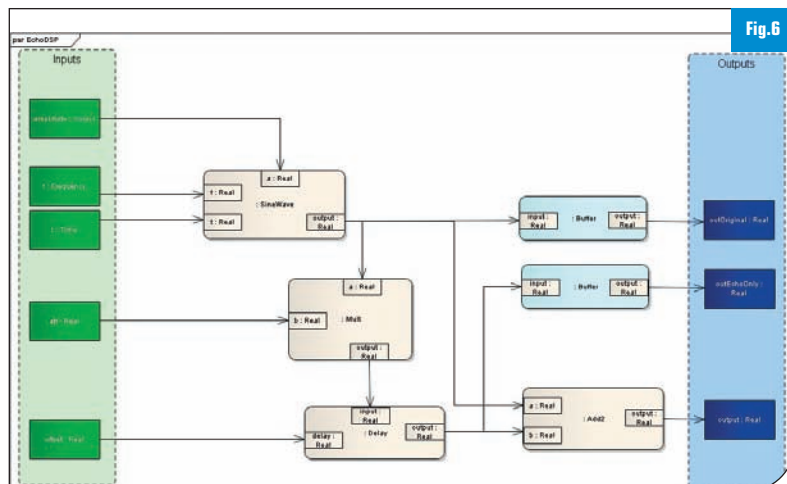 Fig.6
par EchoDSP
Inputs
Outputs
a : Real
f : Real
: SineWave
t : Real
output :
Real
input :
Real
: Buffer
output :
Real
outOriginal : Real
a : Real
input :
Real
: Buffer
output :
Real
outEchoOnly :
Real
b : Real
: Mult
output :
Real
input :
Real
delay :
Real
: Delay
output :
Real
a : Real
b : Real
: Add2
output :
Real
output : Real
f : Frequency
t : Time
: Real
: Real